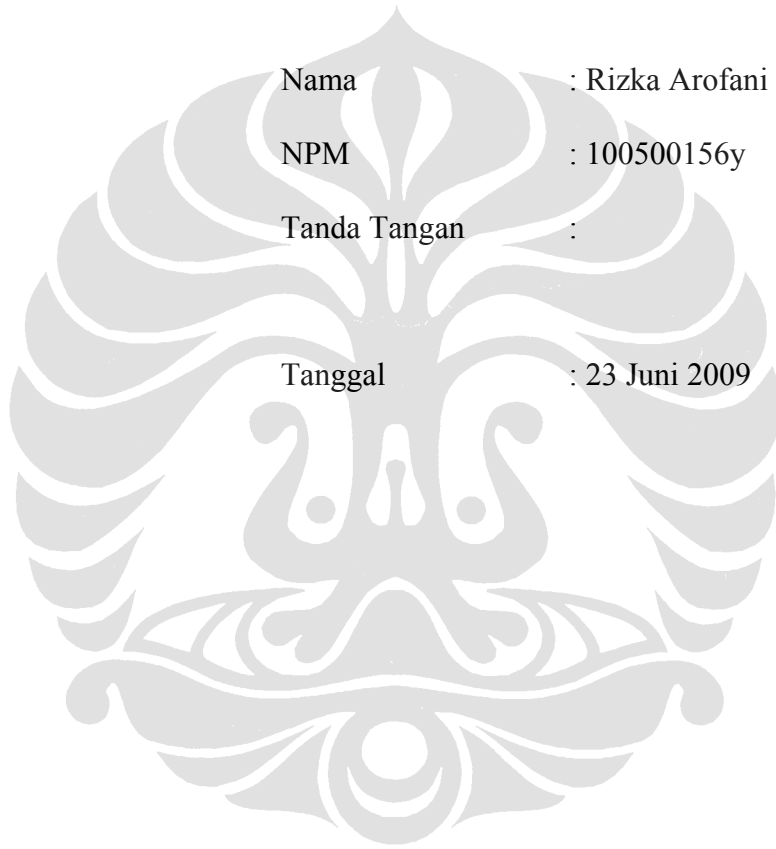 Nama : Rizka Arofani
NPM : 100500156y
Tanda Tangan :
Tanggal : 23 Juni 2009